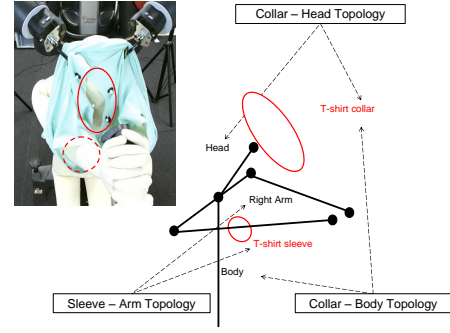 Collar – Head Topology
T-shirt collar
Head
Right Arm
T-shirt sleeve
Body
Sleeve – Arm Topology
Collar – Body Topology